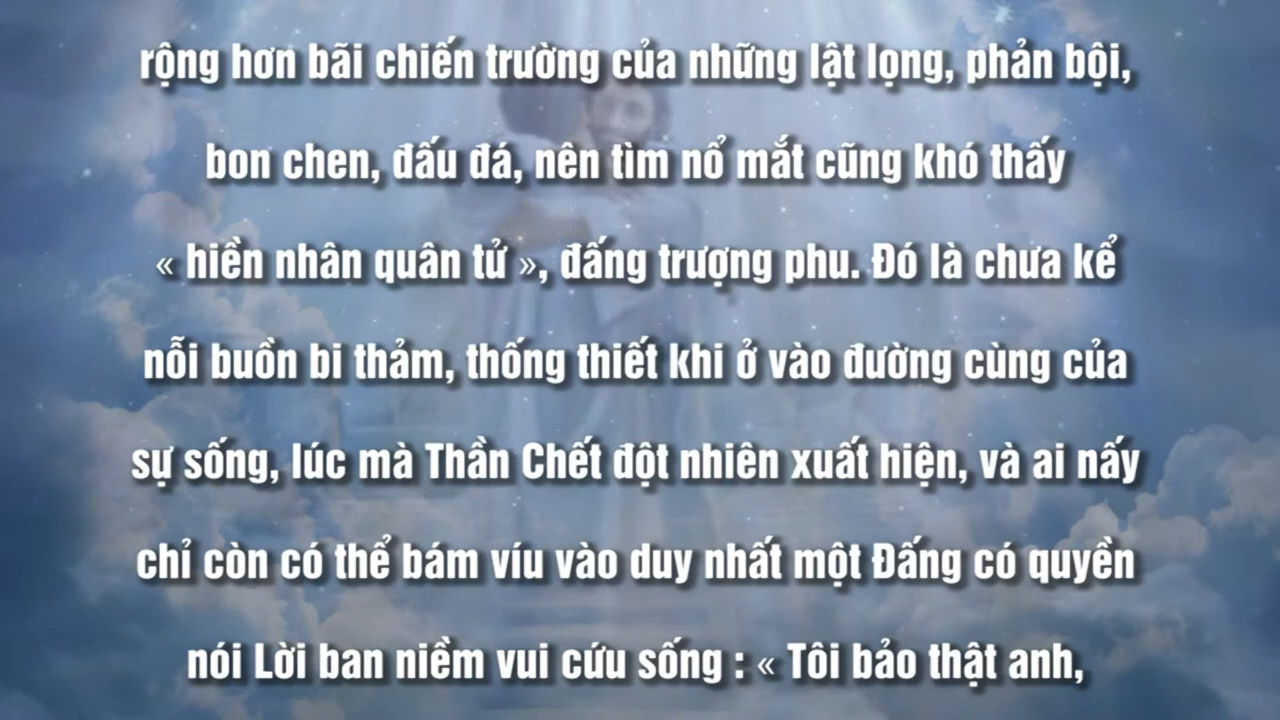 rộng hơn bãi chiến trường của những lật lọng, phản bội,
bon chen, đấu đá, nên tìm nổ mắt cũng khó thấy
« hiền nhân quân tử », đấng trượng phu. Đó là chưa kể
nỗi buồn bi thảm, thống thiết khi ở vào đường cùng của
sự sống, lúc mà Thần Chết đột nhiên xuất hiện, và ai nấy
chỉ còn có thể bám víu vào duy nhất một Đấng có quyền
nói Lời ban niềm vui cứu sống : « Tôi bảo thật anh,